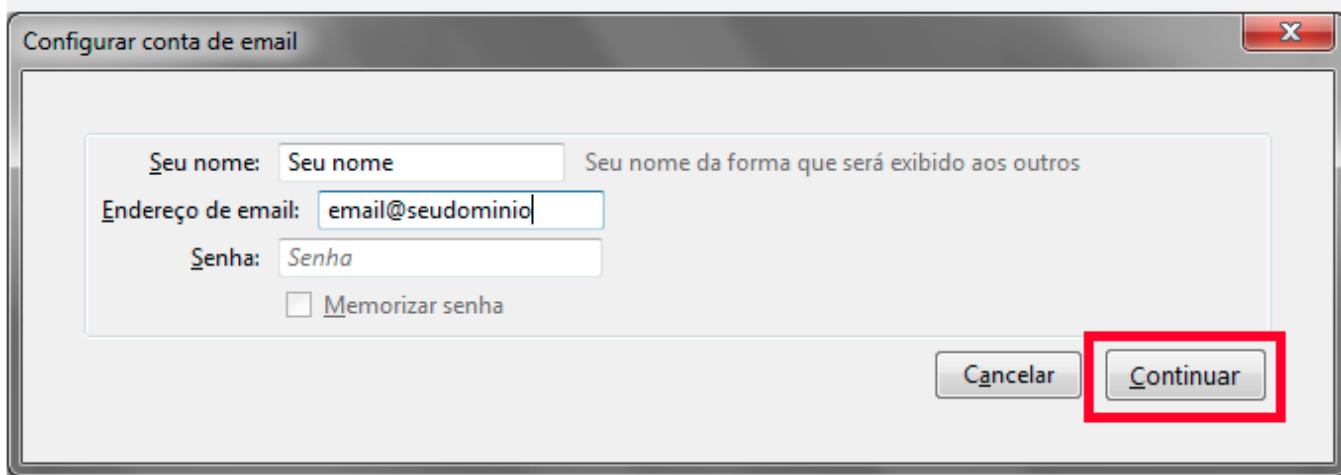 Configurar conta de email
x
Seu nome: Seu nome Seu nome da forma que será exibido aos outros
Endereço de email: email@seudominio
Senha: Senha
Memorizar senha
Cancelar Continuar